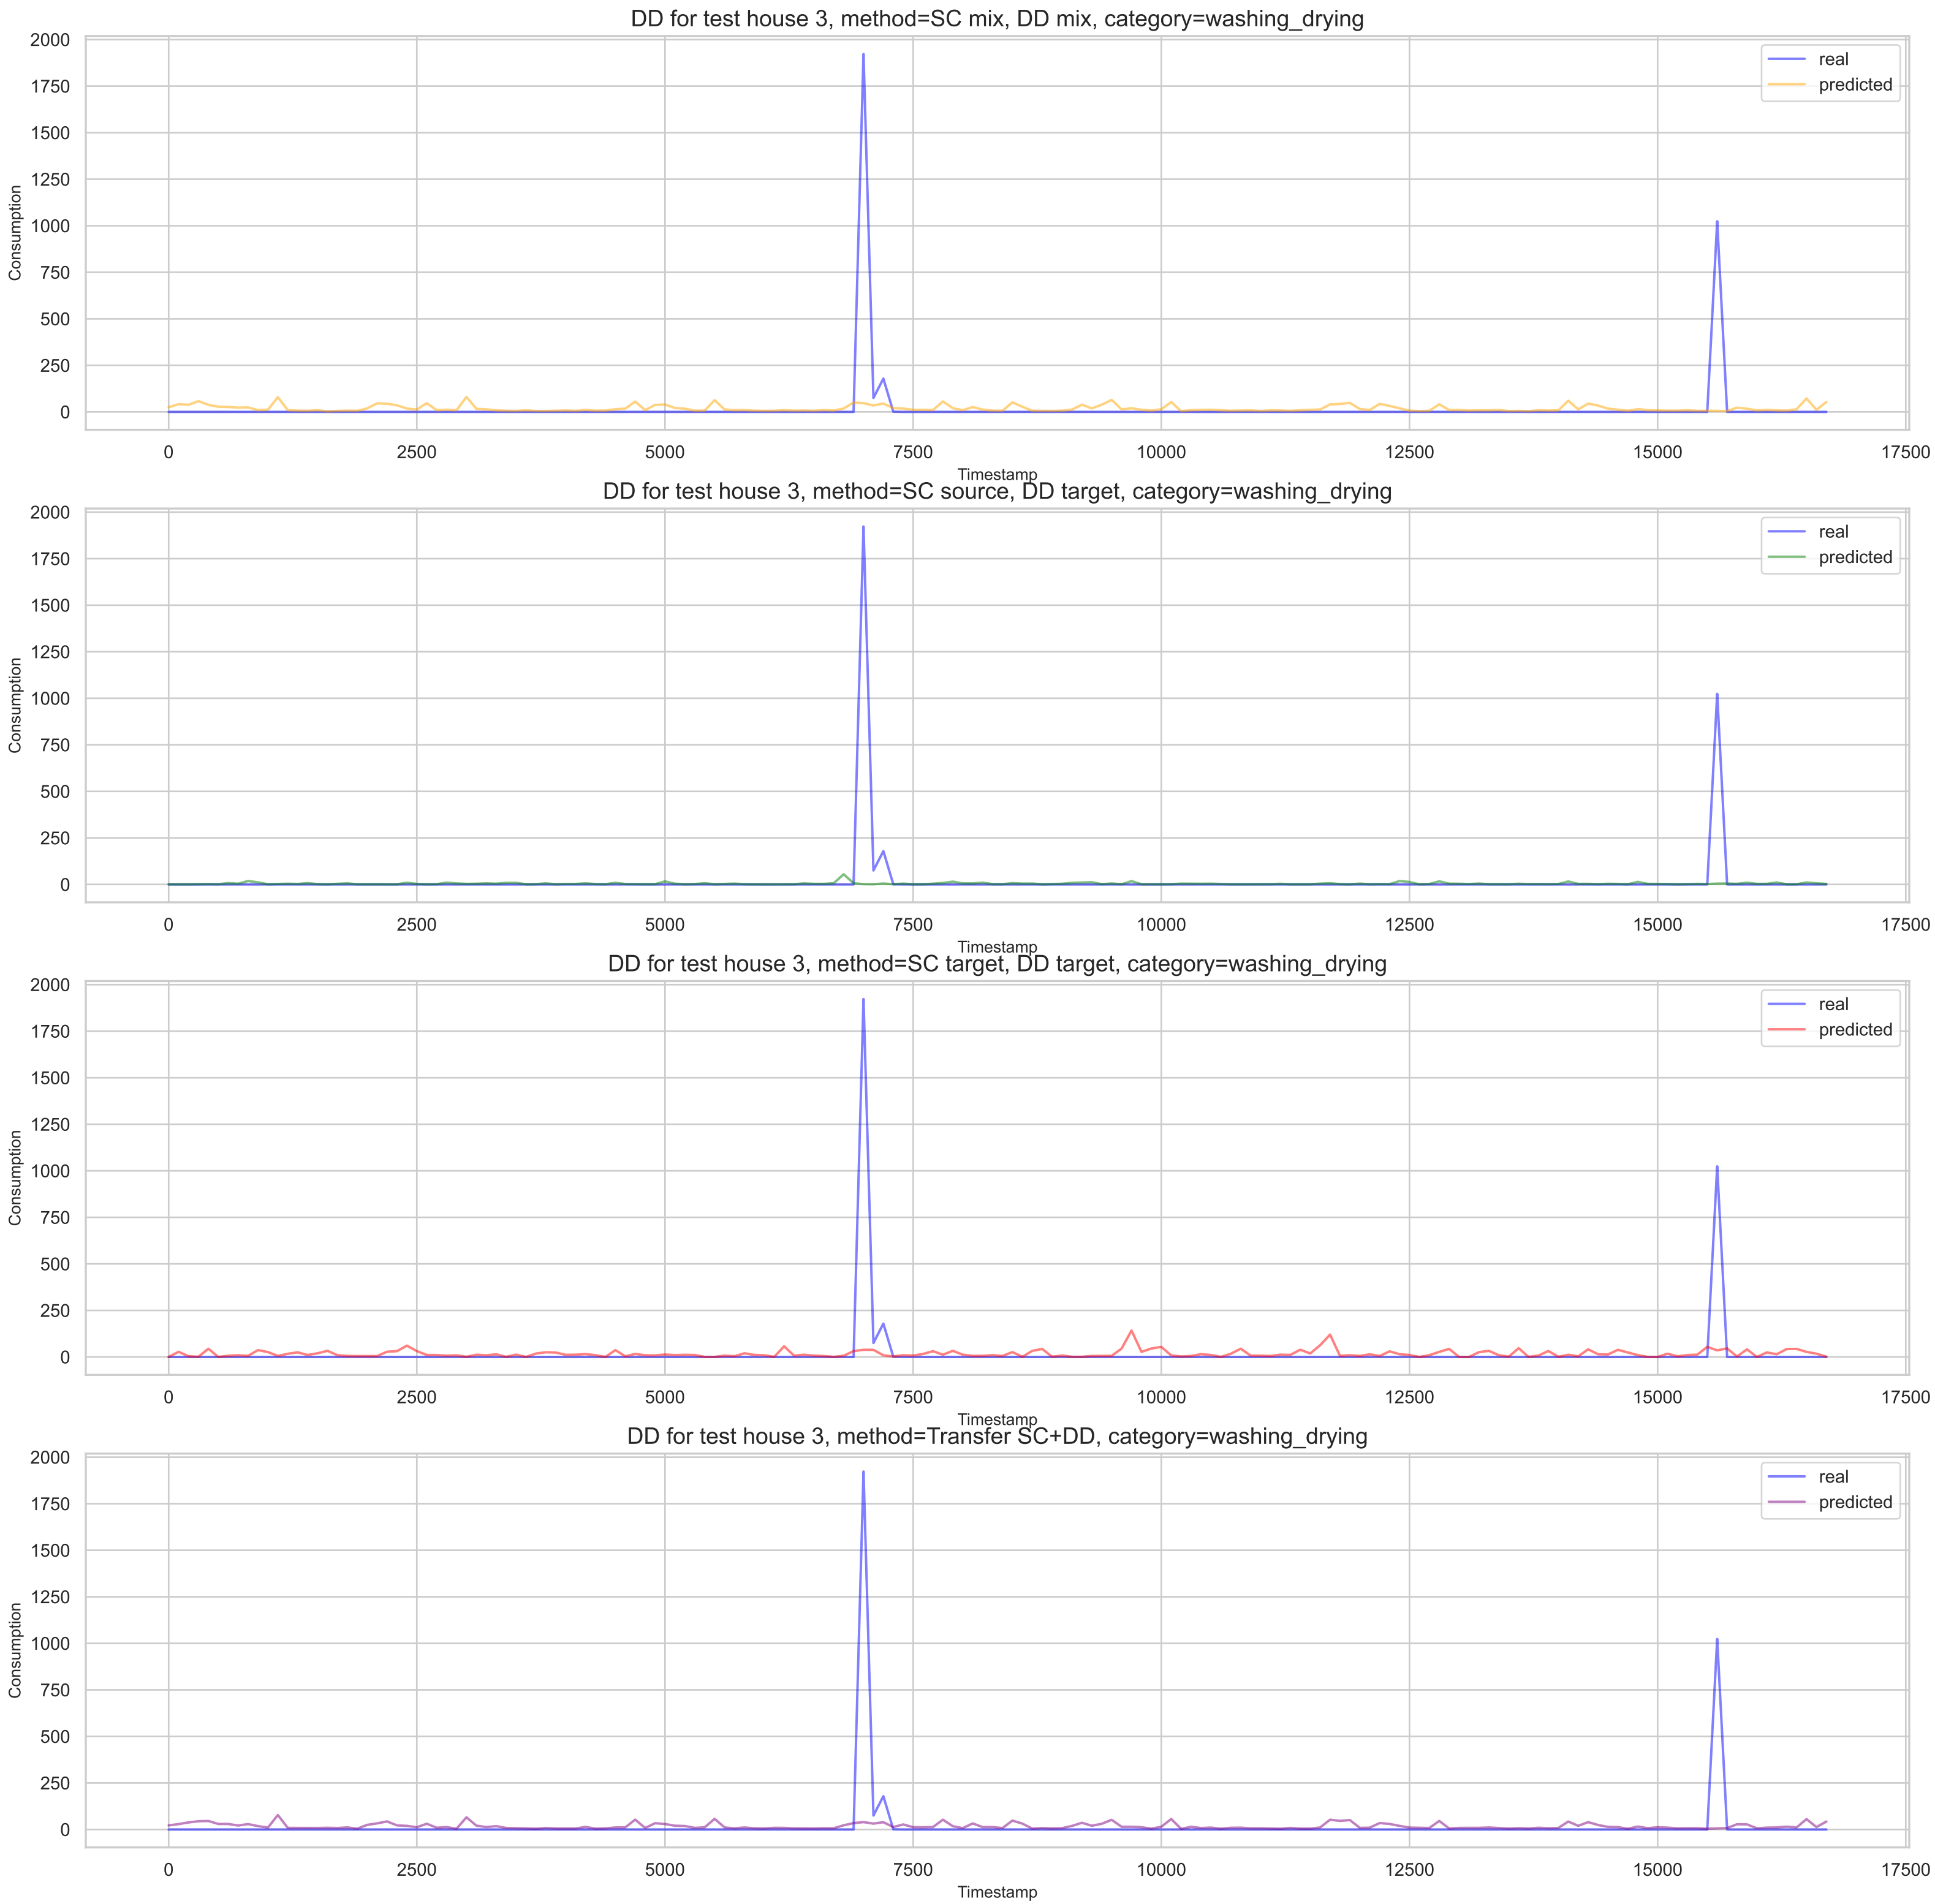 DD for test house 3, method=SC mix, DD mix, category=washing_drying
2000
1750
1500
1250
1000
750
500
250
0
Consumption
real
predicted
0 2500 5000 7500 10000 12500 15000 17500
Timestamp
DD for test house 3, method=SC source, DD target, category=washing_drying
2000
1750
1500
1250
1000
750
500
250
0
Consumption
real
predicted
0 2500 5000 7500 10000 12500 15000 17500
Timestamp
DD for test house 3, method=SC target, DD target, category=washing_drying
2000
1750
1500
1250
1000
750
500
250
0
Consumption
real
predicted
0 2500 5000 7500 10000 12500 15000 17500
Timestamp
DD for test house 3, method=Transfer SC+DD, category=washing_drying
2000
1750
1500
1250
1000
750
500
250
0
Consumption
real
predicted
0 2500 5000 7500 10000 12500 15000 17500
Timestamp